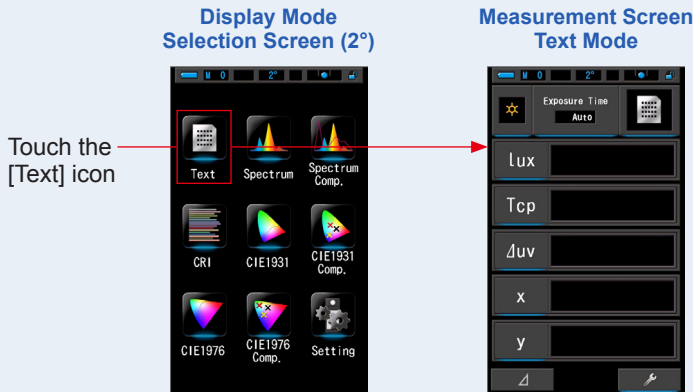 Display Mode
Selection Screen (2°)
Measurement Screen
Text Mode
Touch the
[Text] icon
M 0 2°
Text
Spectrum
Spectrum
Comp.
CRI
CIE1931
CIE1931
Comp.
CIE1976
CIE1976
Comp.
Setting
M 0 2°
Exposure Time
Auto
lux
Tcp
⊿uv
x
y
⊿